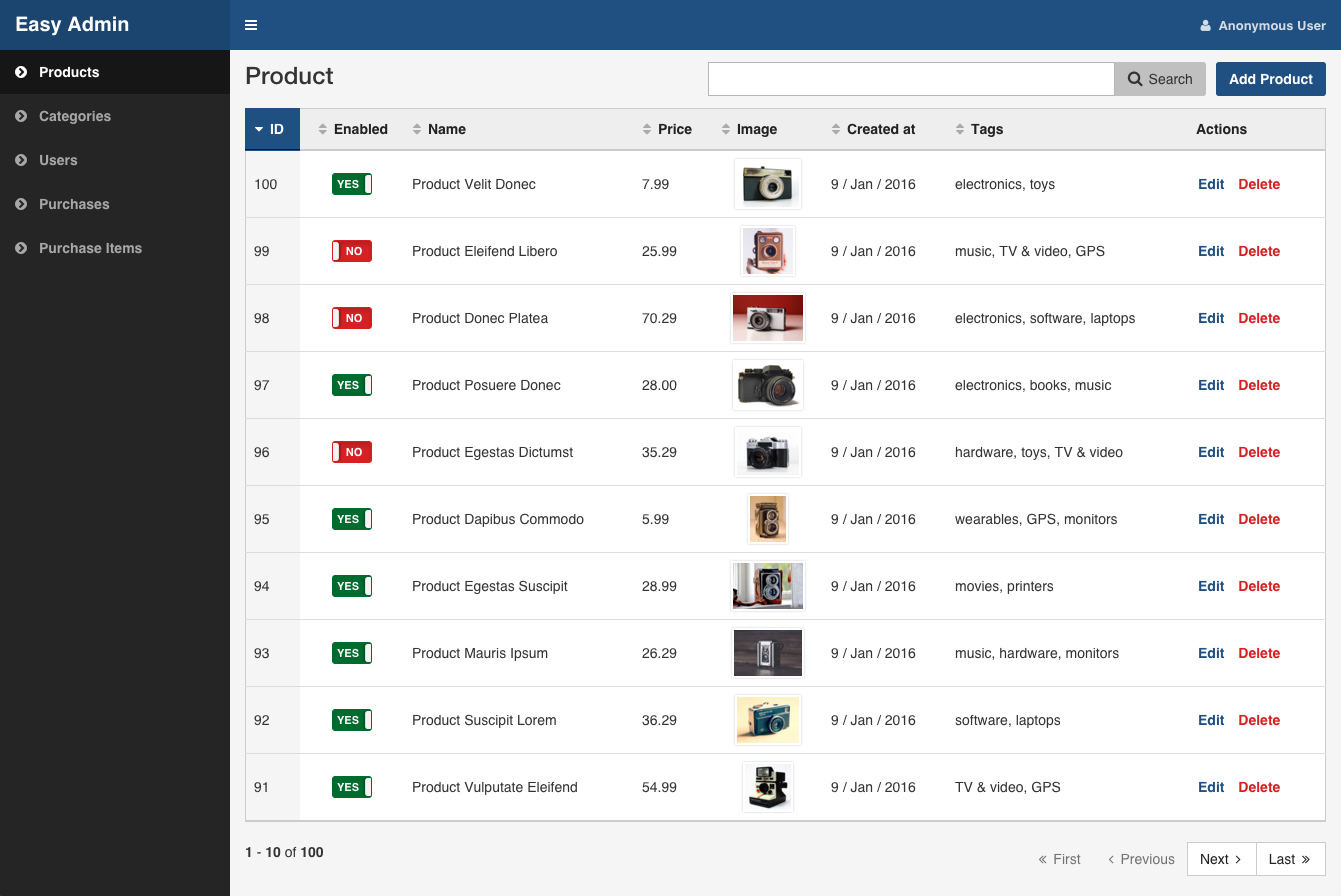 Easy Admin
Anonymous User
Products
Categories
Users
Purchases
Purchase Items
Product
Search
Add Product
ID Enabled Name Price Image Created at Tags Actions
100 YES Product Velit Donec 7.99 9 / Jan / 2016 electronics, toys Edit Delete
99 NO Product Eleifend Libero 25.99 9 / Jan / 2016 music, TV & video, GPS Edit Delete
98 NO Product Donec Platea 70.29 9 / Jan / 2016 electronics, software, laptops Edit Delete
97 YES Product Posuere Donec 28.00 9 / Jan / 2016 electronics, books, music Edit Delete
96 NO Product Egestas Dictumst 35.29 9 / Jan / 2016 hardware, toys, TV & video Edit Delete
95 YES Product Dapibus Commodo 5.99 9 / Jan / 2016 wearables, GPS, monitors Edit Delete
94 YES Product Egestas Suscipit 28.99 9 / Jan / 2016 movies, printers Edit Delete
93 YES Product Mauris Ipsum 26.29 9 / Jan / 2016 music, hardware, monitors Edit Delete
92 YES Product Suscipit Lorem 36.29 9 / Jan / 2016 software, laptops Edit Delete
91 YES Product Vulputate Eleifend 54.99 9 / Jan / 2016 TV & video, GPS Edit Delete
1 - 10 of 100
« First ‹ Previous Next › Last »